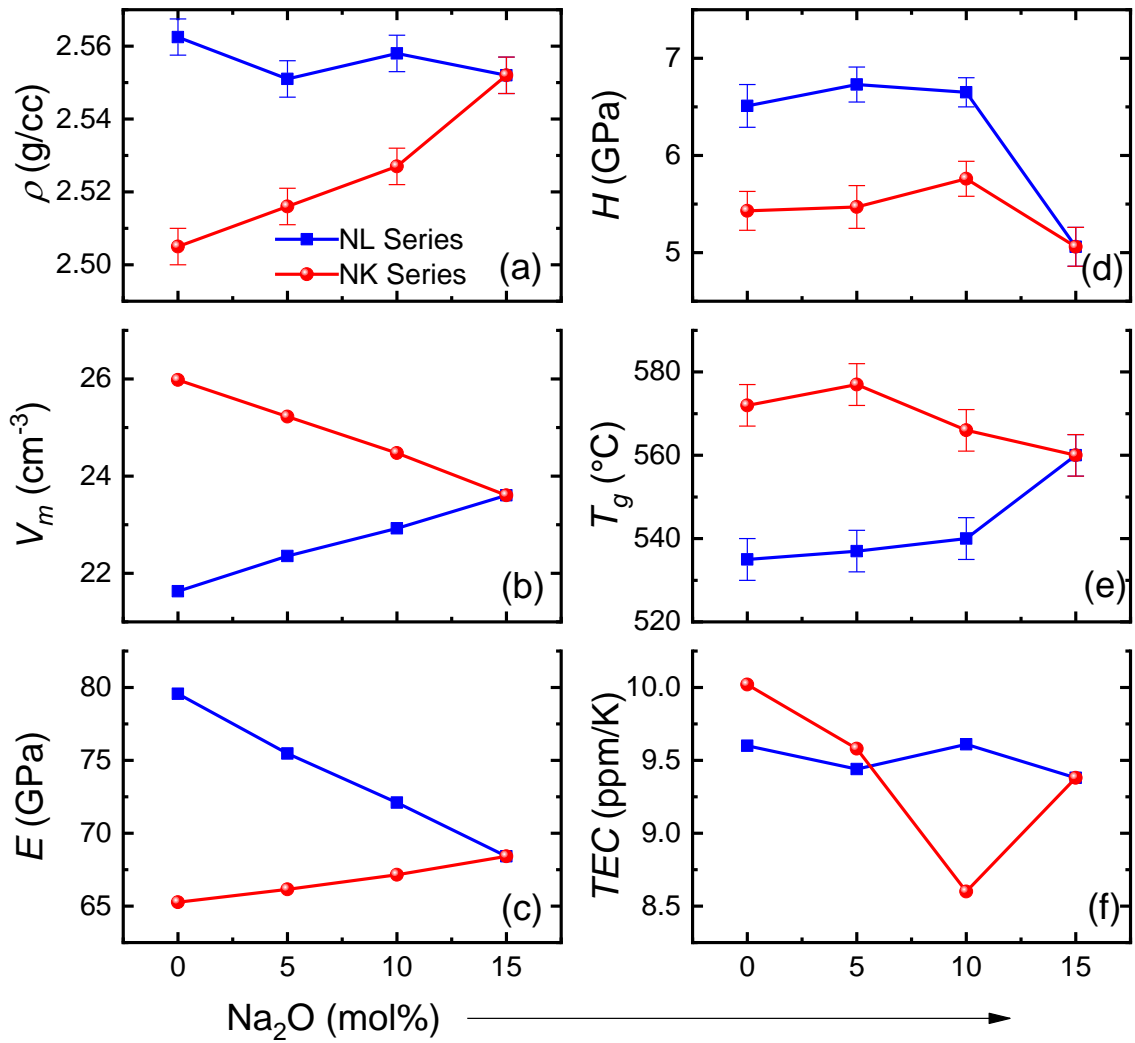 2.56
2.54
2.52
2.50
ρ (g/cc)
NL Series
NK Series
(a)
7
6
5
H (GPa)
(d)
26
24
22
V_m (cm^-3)
(b)
580
560
540
520
T_g (°C)
(e)
80
75
70
65
E (GPa)
(c)
0 5 10 15
10.0
9.5
9.0
8.5
TEC (ppm/K)
(f)
0 5 10 15
Na₂O (mol%)